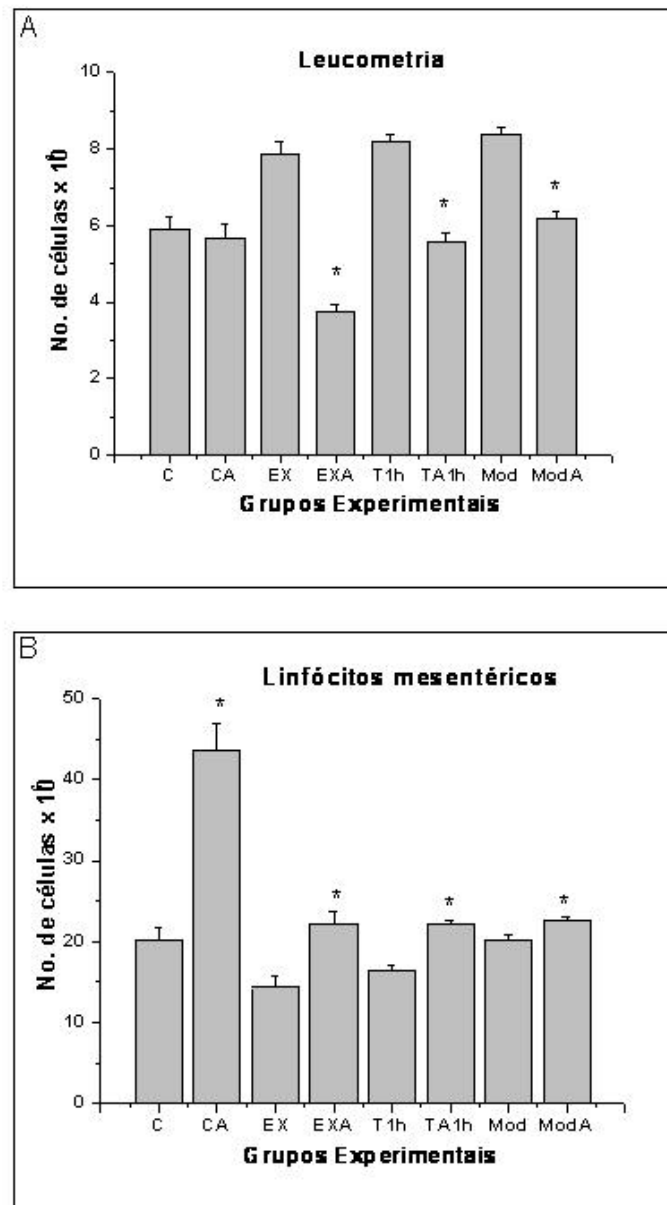 A
Leucometria
10
8
6
4
2
0
No. de células x 10
* * *
C CA EX EXA T1h TA1h Mod ModA
Grupos Experimentais
B
Linfócitos mesentéricos
50
40
30
20
10
0
No. de células x 10
* * * *
C CA EX EXA T1h TA1h Mod ModA
Grupos Experimentais